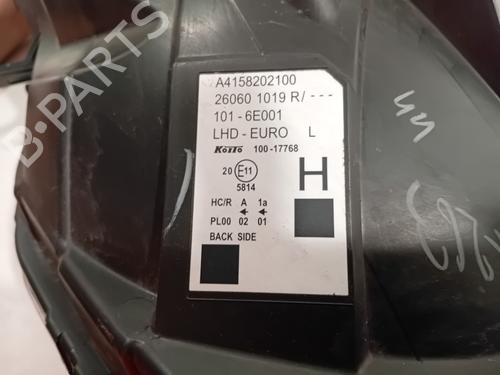 A4158202100
26060 1019 R/ ---
101 - 6E001
LHD - EURO L
KOITO 100-17768
20 E11 H
5814
HC/R A 1a
PL00 02 01
BACK SIDE